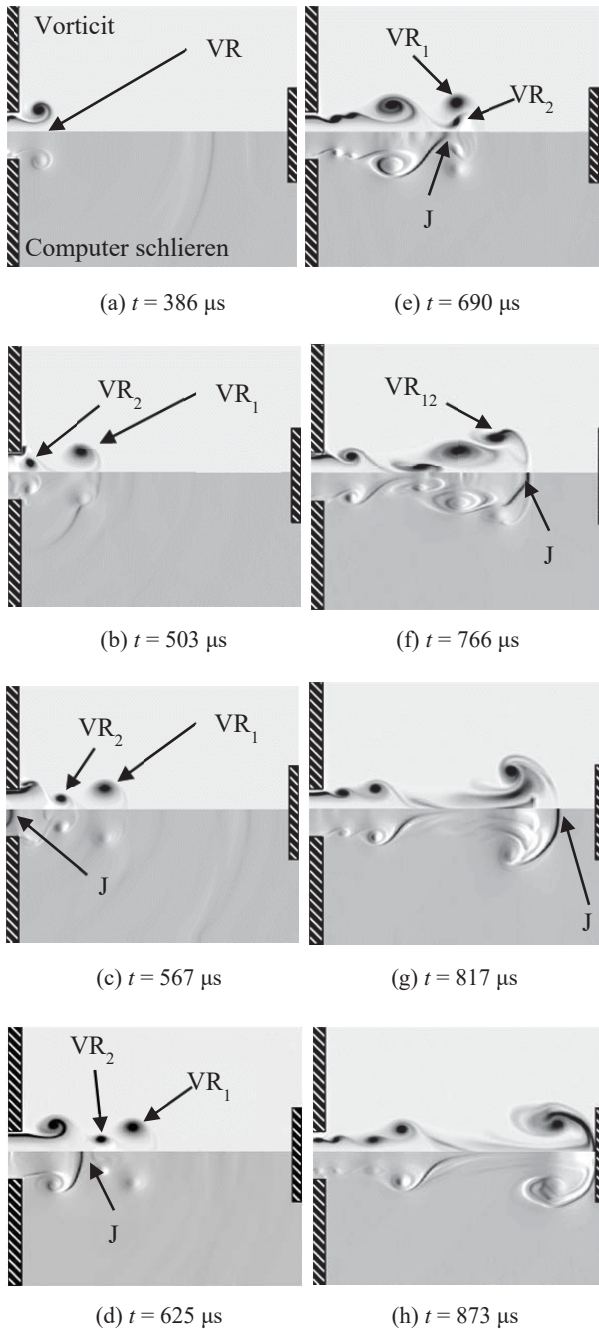 Vorticit
VR
Computer schlieren
(a) t = 386 μs
VR₁
VR₂
J
(e) t = 690 μs
VR₂
VR₁
(b) t = 503 μs
VR₁₂
J
(f) t = 766 μs
VR₂
VR₁
J
(c) t = 567 μs
J
(g) t = 817 μs
VR₂
VR₁
J
(d) t = 625 μs
(h) t = 873 μs